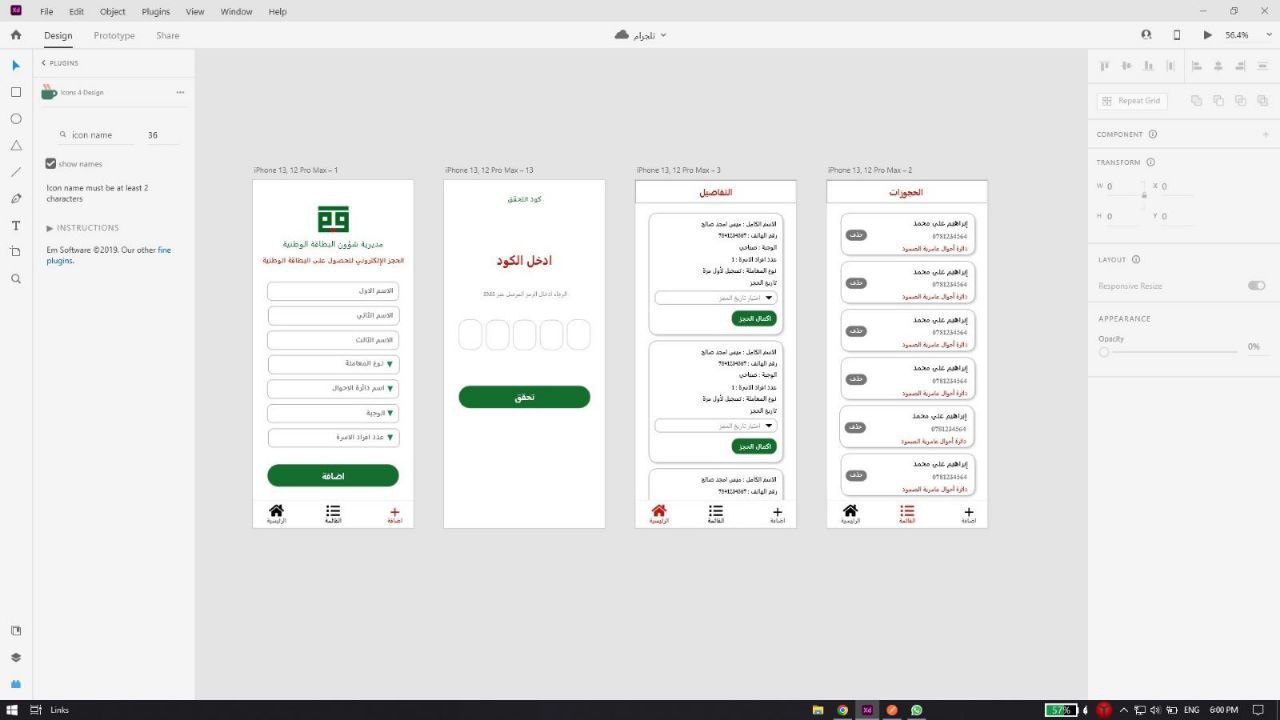 Xd File Edit Object Plugins View Window Help
Design Prototype Share
تلجرام
56.4%
PLUGINS
Icons 4 Design
icon name 36
show names
Icon name must be at least 2
characters
INSTRUCTIONS
Em Software ©2019. Our other fine
plugins.
iPhone 13, 12 Pro Max – 1
مديرية شؤون البطاقة الوطنية
الحجز الإلكتروني للحصول على البطاقة الوطنية
الاسم الاول
الاسم الثاني
الاسم الثالث
نوع المعاملة
اسم دائرة الاحوال
الوجبة
عدد افراد الاسرة
اضافة
الرئيسية القائمة اضافة
iPhone 13, 12 Pro Max – 13
كود التحقق
ادخل الكود
الرجاء ادخال الرمز المرسل عبر SMS
تحقق
iPhone 13, 12 Pro Max – 3
التفاصيل
الاسم الكامل : ميس امجد صالح
رقم الهاتف :
الوجبة : صباحي
عدد افراد الاسرة : 1
نوع المعاملة : تسجيل لأول مرة
تاريخ الحجز
اختيار تاريخ الحجز
اكمال الحجز
الاسم الكامل : ميس امجد صالح
رقم الهاتف :
الوجبة : صباحي
عدد افراد الاسرة : 1
نوع المعاملة : تسجيل لأول مرة
تاريخ الحجز
اختيار تاريخ الحجز
اكمال الحجز
الاسم الكامل : ميس امجد صالح
رقم الهاتف :
الرئيسية القائمة اضافة
iPhone 13, 12 Pro Max – 2
الحجوزات
إبراهيم علي محمد
0781234564
حذف
دائرة أحوال عامرية الصمود
إبراهيم علي محمد
0781234564
حذف
دائرة أحوال عامرية الصمود
إبراهيم علي محمد
0781234564
حذف
دائرة أحوال عامرية الصمود
إبراهيم علي محمد
0781234564
حذف
دائرة أحوال عامرية الصمود
إبراهيم علي محمد
0781234564
حذف
دائرة أحوال عامرية الصمود
إبراهيم علي محمد
0781234564
حذف
دائرة أحوال عامرية الصمود
الرئيسية القائمة اضافة
Repeat Grid
COMPONENT
TRANSFORM
W 0 X 0
H 0 Y 0
LAYOUT
Responsive Resize
APPEARANCE
Opacity
0%
Links
Xd
57%
ENG 6:00 PM